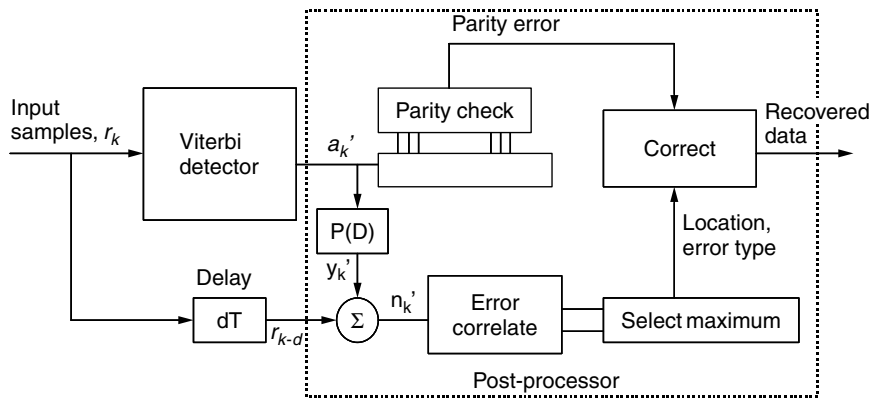 Parity error
Input
samples, r_k
Viterbi
detector
a_k'
Parity check
Correct
Recovered
data
P(D)
y_k'
Location,
error type
Delay
dT
r_{k-d}
Σ
n_k'
Error
correlate
Select maximum
Post-processor